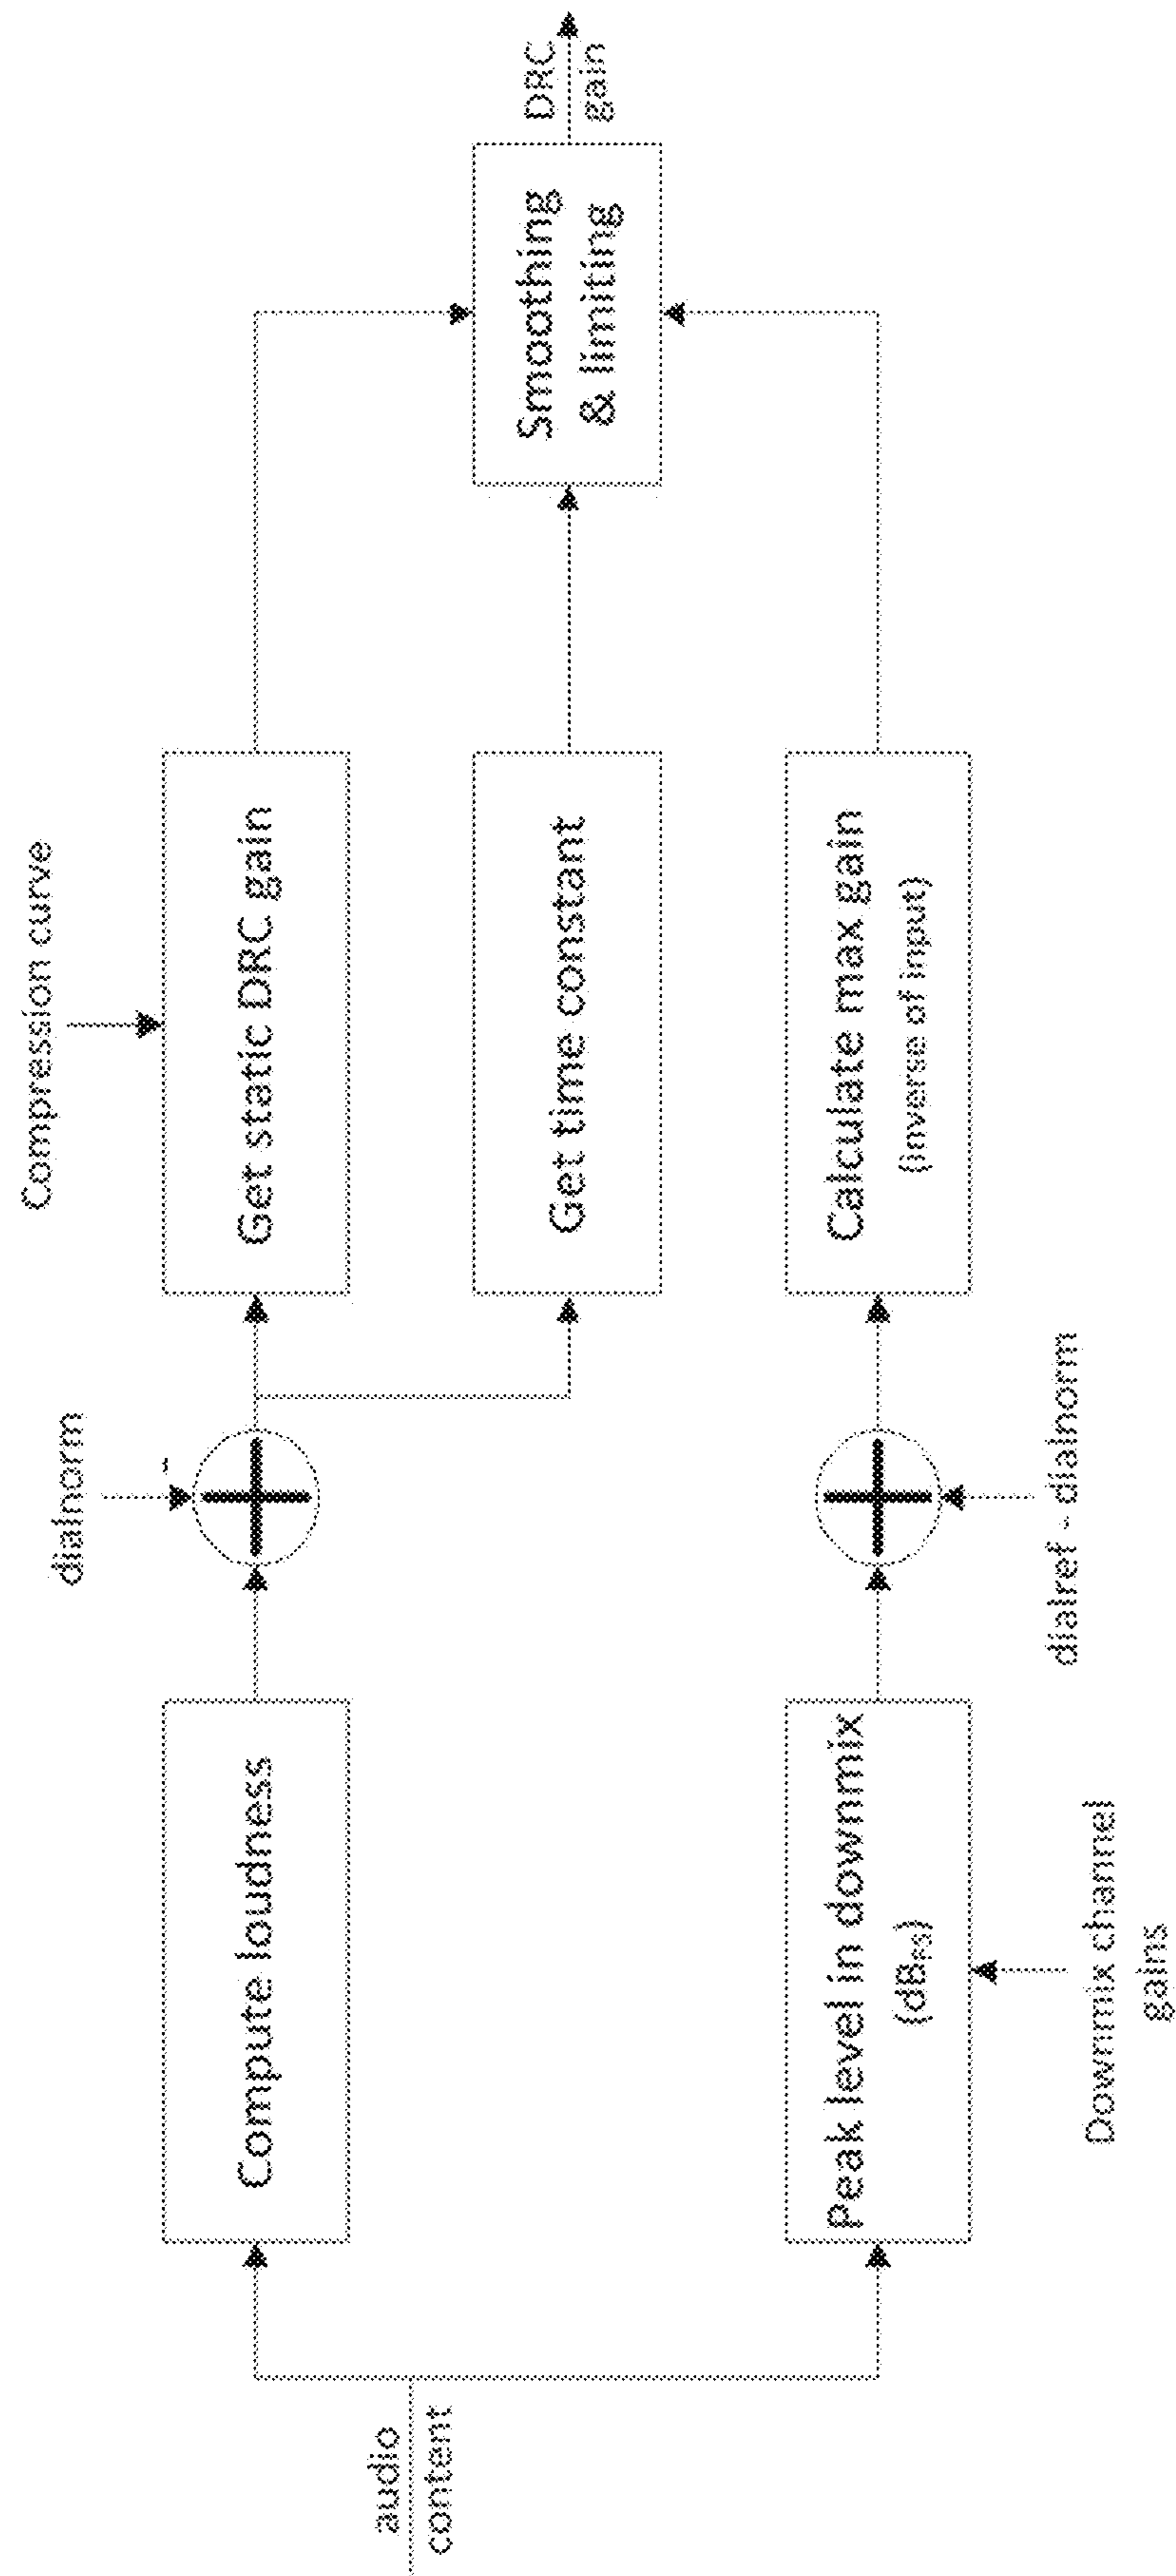 audio
content
Compute loudness
Peak level in downmix
(dBFS)
Downmix channel
gains
dialnorm
-
dialref - dialnorm
Compression curve
Get static DRC gain
Get time constant
Calculate max gain
(inverse of input)
Smoothing
& limiting
DRC
gain